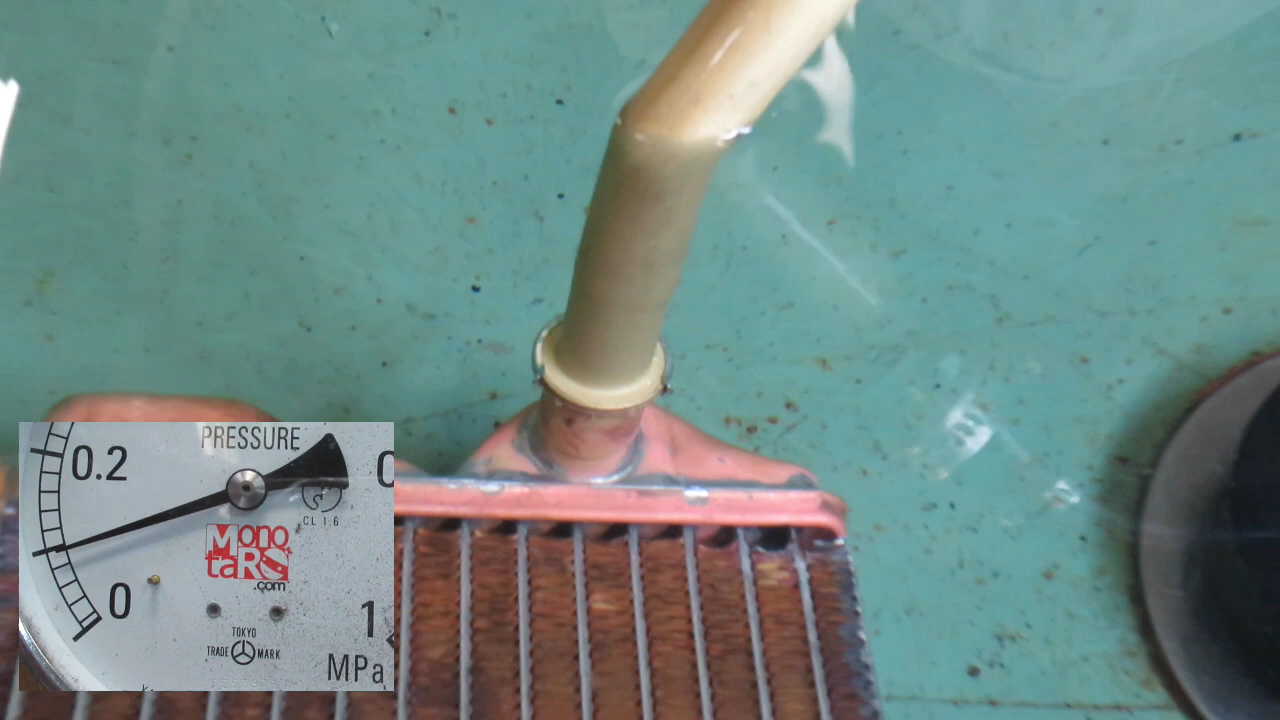 PRESSURE
0.2
0
CL 1.6
Mono
taRO
.com
0
1
TOKYO
TRADE MARK
MPa